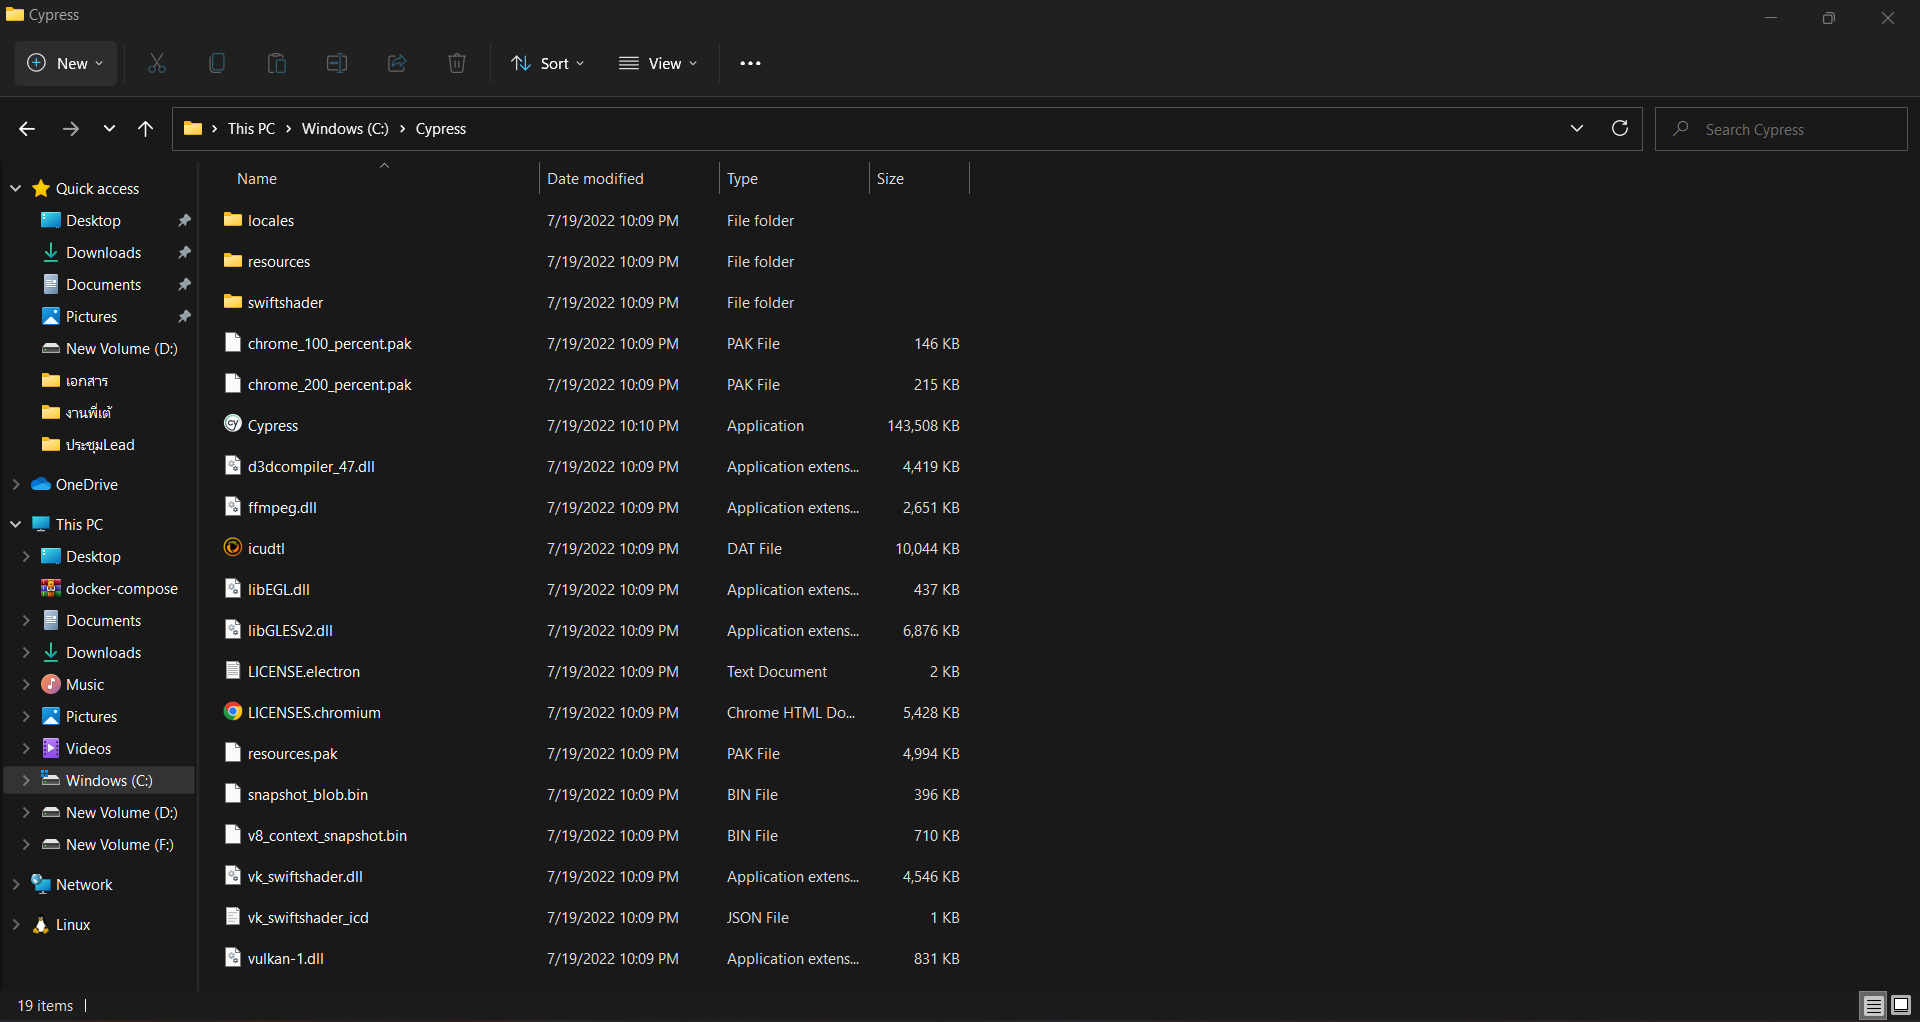 Cypress
New
Sort
View
This PC
Windows (C:)
Cypress
Search Cypress
Name
Date modified
Type
Size
Quick access
Desktop
Downloads
Documents
Pictures
New Volume (D:)
เอกสาร
งานพี่เต้
ประชุมLead
OneDrive
This PC
Desktop
docker-compose
Documents
Downloads
Music
Pictures
Videos
Windows (C:)
New Volume (D:)
New Volume (F:)
Network
Linux
locales 7/19/2022 10:09 PM File folder
resources 7/19/2022 10:09 PM File folder
swiftshader 7/19/2022 10:09 PM File folder
chrome_100_percent.pak 7/19/2022 10:09 PM PAK File 146 KB
chrome_200_percent.pak 7/19/2022 10:09 PM PAK File 215 KB
cy Cypress 7/19/2022 10:10 PM Application 143,508 KB
d3dcompiler_47.dll 7/19/2022 10:09 PM Application extens... 4,419 KB
ffmpeg.dll 7/19/2022 10:09 PM Application extens... 2,651 KB
icudtl 7/19/2022 10:09 PM DAT File 10,044 KB
libEGL.dll 7/19/2022 10:09 PM Application extens... 437 KB
libGLESv2.dll 7/19/2022 10:09 PM Application extens... 6,876 KB
LICENSE.electron 7/19/2022 10:09 PM Text Document 2 KB
LICENSES.chromium 7/19/2022 10:09 PM Chrome HTML Do... 5,428 KB
resources.pak 7/19/2022 10:09 PM PAK File 4,994 KB
snapshot_blob.bin 7/19/2022 10:09 PM BIN File 396 KB
v8_context_snapshot.bin 7/19/2022 10:09 PM BIN File 710 KB
vk_swiftshader.dll 7/19/2022 10:09 PM Application extens... 4,546 KB
vk_swiftshader_icd 7/19/2022 10:09 PM JSON File 1 KB
vulkan-1.dll 7/19/2022 10:09 PM Application extens... 831 KB
19 items